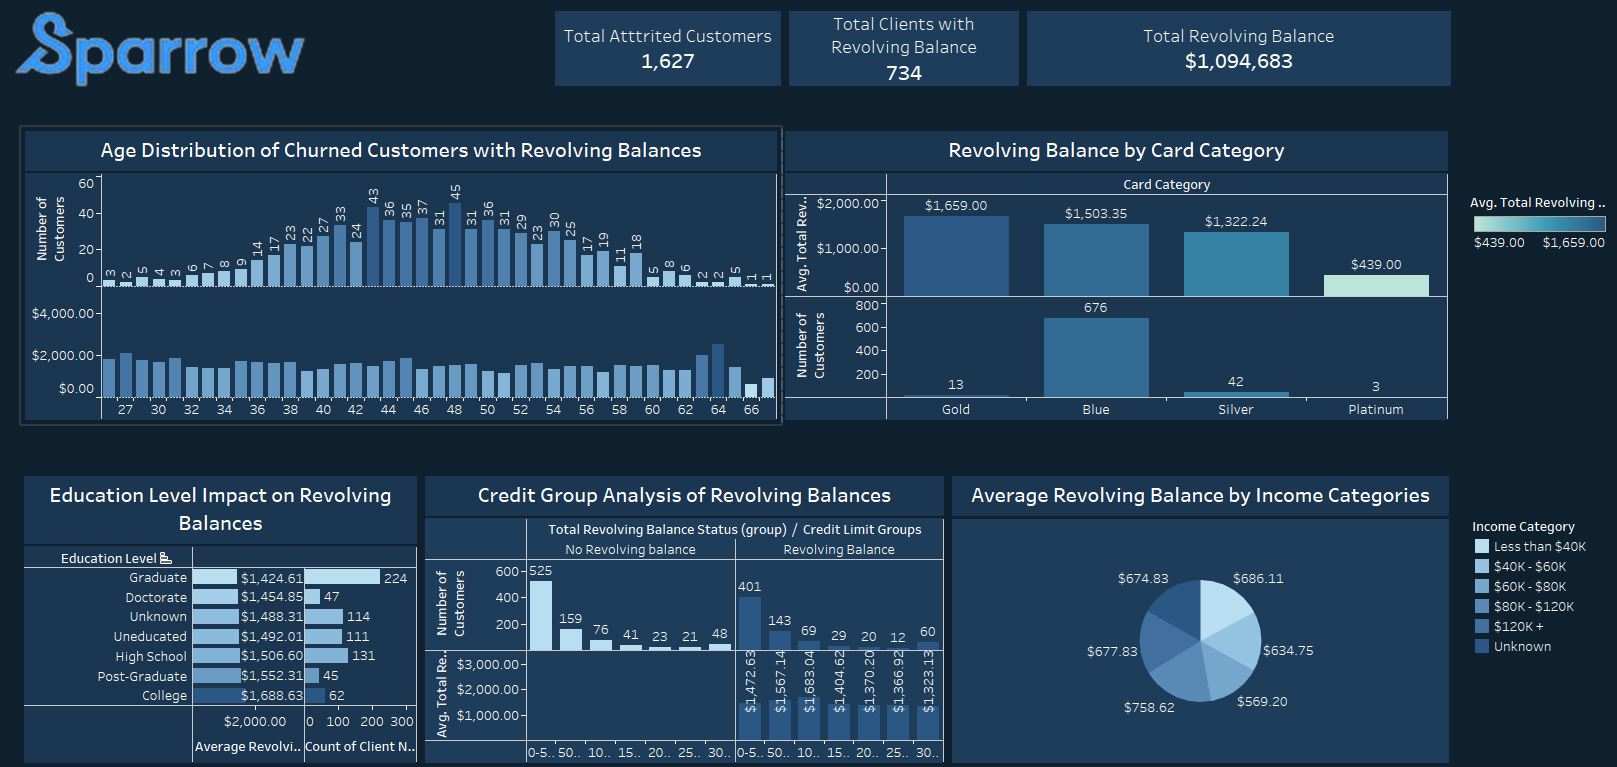 Sparrow
Total Atttrited Customers
1,627
Total Clients with
Revolving Balance
734
Total Revolving Balance
$1,094,683
Age Distribution of Churned Customers with Revolving Balances
Number of
Customers
60
40
20
0
3 2 5 4 3 6 7 8 9 14 17 23 22 27 33 24 43 36 35 37 31 45 31 36 31 29 23 30 25 17 19 11 18 5 8 6 2 2 5 1 1
$4,000.00
$2,000.00
$0.00
27 30 32 34 36 38 40 42 44 46 48 50 52 54 56 58 60 62 64 66
Revolving Balance by Card Category
Card Category
Avg. Total Rev..
$2,000.00
$1,000.00
$0.00
$1,659.00 $1,503.35 $1,322.24 $439.00
Number of
Customers
800
600
400
200
13 676 42 3
Gold Blue Silver Platinum
Avg. Total Revolving ..
$439.00 $1,659.00
Education Level Impact on Revolving
Balances
Education Level
Graduate $1,424.61 224
Doctorate $1,454.85 47
Unknown $1,488.31 114
Uneducated $1,492.01 111
High School $1,506.60 131
Post-Graduate $1,552.31 45
College $1,688.63 62
$2,000.00 0 100 200 300
Average Revolvi.. Count of Client N..
Credit Group Analysis of Revolving Balances
Total Revolving Balance Status (group) / Credit Limit Groups
No Revolving balance Revolving Balance
Number of
Customers
600
400
200
525 159 76 41 23 21 48 401 143 69 29 20 12 60
Avg. Total Re..
$3,000.00
$2,000.00
$1,000.00
$1,472.63 $1,567.14 $1,683.04 $1,404.62 $1,370.20 $1,366.92 $1,323.13
0-5.. 50.. 10.. 15.. 20.. 25.. 30.. 0-5.. 50.. 10.. 15.. 20.. 25.. 30..
Average Revolving Balance by Income Categories
$674.83 $686.11
$677.83 $634.75
$758.62 $569.20
Income Category
Less than $40K
$40K - $60K
$60K - $80K
$80K - $120K
$120K +
Unknown